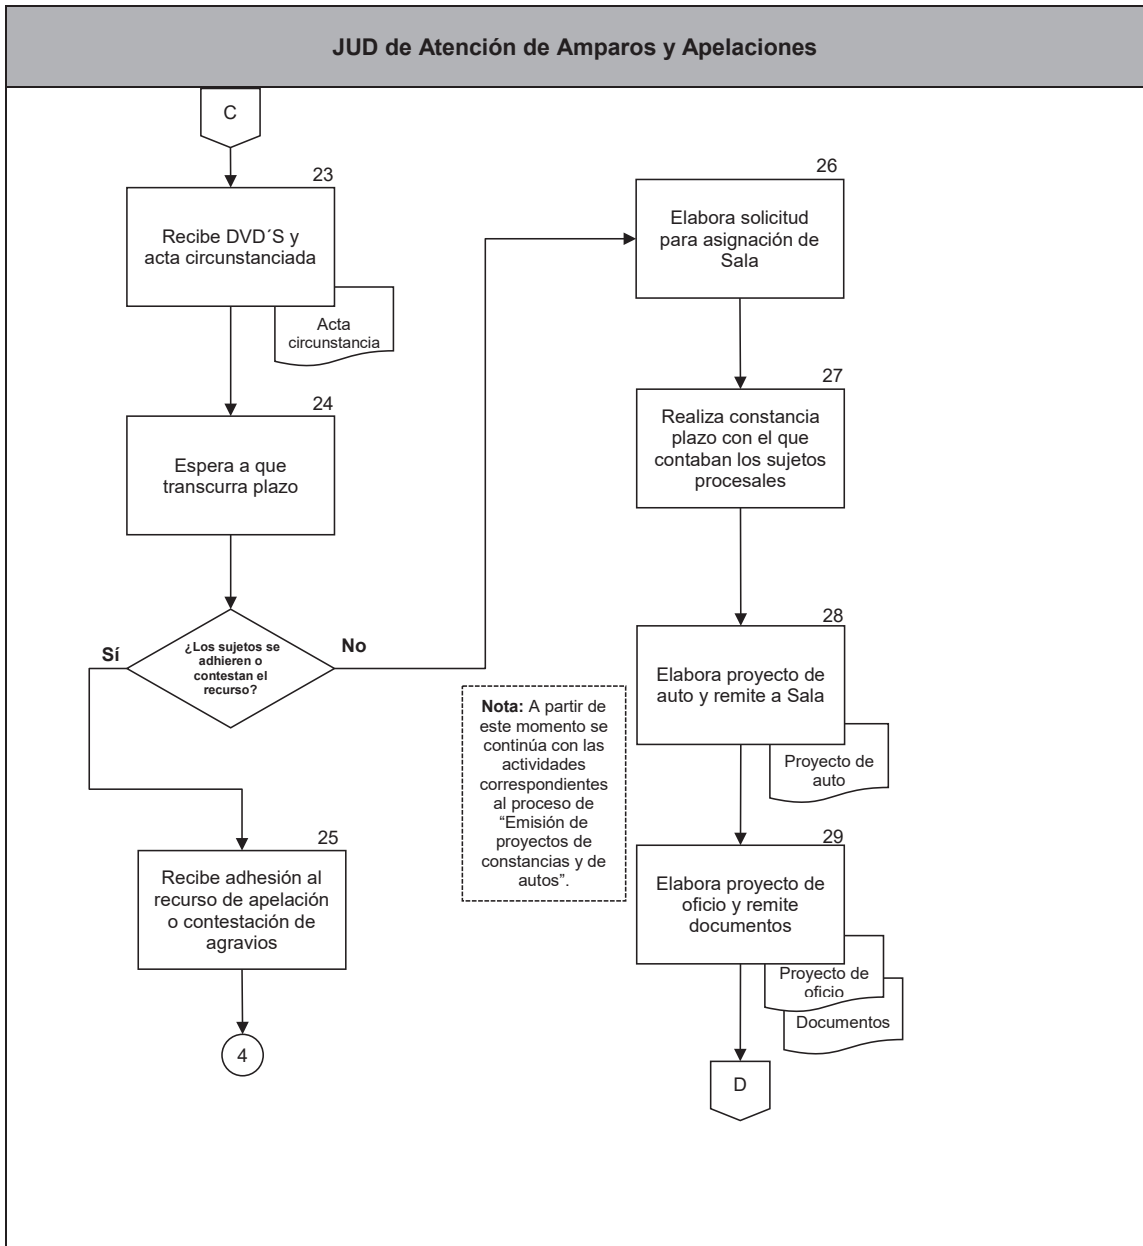 JUD de Atención de Amparos y Apelaciones
C
23
Recibe DVD´S y
acta circunstanciada
Acta
circunstancia
24
Espera a que
transcurra plazo
¿Los sujetos se
adhieren o
contestan el
recurso?
Sí
No
25
Recibe adhesión al
recurso de apelación
o contestación de
agravios
4
26
Elabora solicitud
para asignación de
Sala
27
Realiza constancia
plazo con el que
contaban los sujetos
procesales
28
Elabora proyecto de
auto y remite a Sala
Proyecto de
auto
Nota: A partir de
este momento se
continúa con las
actividades
correspondientes
al proceso de
“Emisión de
proyectos de
constancias y de
autos”.
29
Elabora proyecto de
oficio y remite
documentos
Proyecto de
oficio
Documentos
D